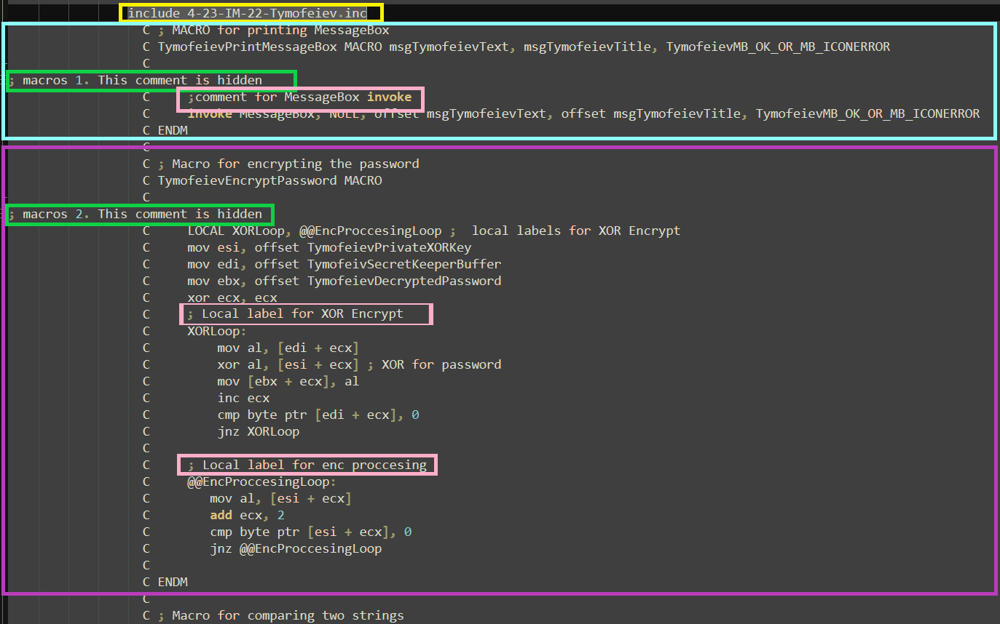 include 4-23-IM-22-Tymofeiev.inc
C ; MACRO for printing MessageBox
C TymofeievPrintMessageBox MACRO msgTymofeievText, msgTymofeievTitle, TymofeievMB_OK_OR_MB_ICONERROR
C
; macros 1. This comment is hidden
C ;comment for MessageBox invoke
C invoke MessageBox, NULL, offset msgTymofeievText, offset msgTymofeievTitle, TymofeievMB_OK_OR_MB_ICONERROR
C ENDM
C
C ; Macro for encrypting the password
C TymofeievEncryptPassword MACRO
C
; macros 2. This comment is hidden
C LOCAL XORLoop, @@EncProccesingLoop ;  local labels for XOR Encrypt
C mov esi, offset TymofeievPrivateXORKey
C mov edi, offset TymofeivSecretKeeperBuffer
C mov ebx, offset TymofeievDecryptedPassword
C xor ecx, ecx
C ; Local label for XOR Encrypt
C XORLoop:
C mov al, [edi + ecx]
C xor al, [esi + ecx] ; XOR for password
C mov [ebx + ecx], al
C inc ecx
C cmp byte ptr [edi + ecx], 0
C jnz XORLoop
C
C ; Local label for enc proccesing
C @@EncProccesingLoop:
C mov al, [esi + ecx]
C add ecx, 2
C cmp byte ptr [esi + ecx], 0
C jnz @@EncProccesingLoop
C
C ENDM
C
C ; Macro for comparing two strings